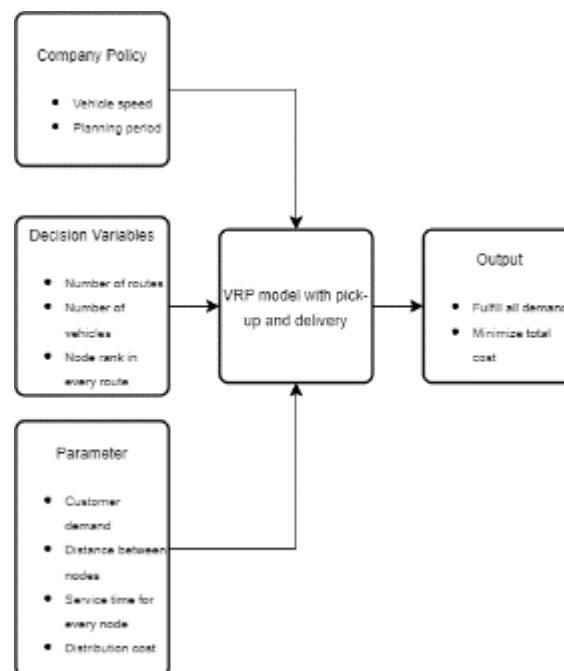 Company Policy
• Vehicle speed
• Planning period
Decision Variables
• Number of routes
• Number of
vehicles
• Node rank in
every route
Parameter
• Customer
demand
• Distance between
nodes
• Service time for
every node
• Distribution cost
VRP model with pick-
up and delivery
Output
• Fulfill all demand
• Minimize total
cost